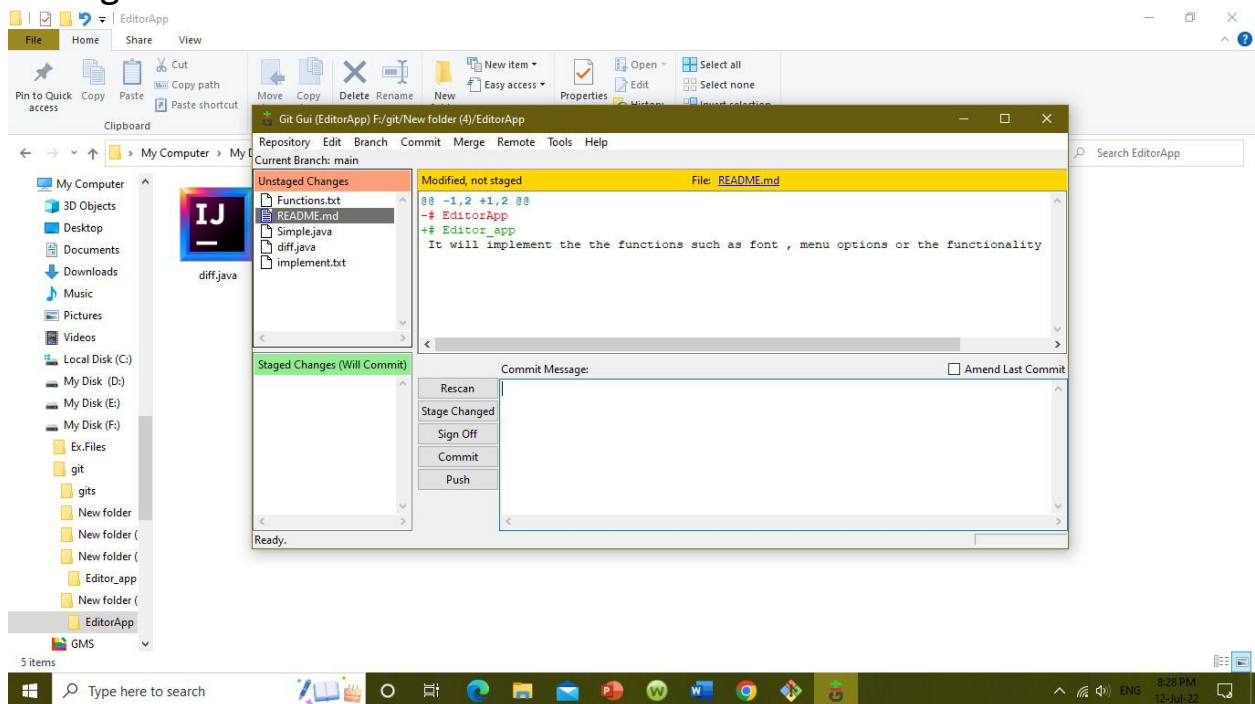 EditorApp
File Home Share View
Pin to Quick access
Copy
Paste
Cut
Copy path
Paste shortcut
Clipboard
Move
Copy
Delete
Rename
New
New item
Easy access
Properties
Open
Edit
History
Select all
Select none
Invert selection
My Computer > My
Search EditorApp
My Computer
3D Objects
Desktop
Documents
Downloads
Music
Pictures
Videos
Local Disk (C:)
My Disk (D:)
My Disk (E:)
My Disk (F:)
Ex.Files
git
gits
New folder
New folder (
New folder (
Editor_app
New folder (
EditorApp
GMS
5 items
IJ
diff.java
Git Gui (EditorApp) F:/git/New folder (4)/EditorApp
Repository Edit Branch Commit Merge Remote Tools Help
Current Branch: main
Unstaged Changes
Functions.txt
README.md
Simple.java
diff.java
implement.txt
Modified, not staged File: README.md
@@ -1,2 +1,2 @@
-# EditorApp
+# Editor_app
It will implement the the functions such as font , menu options or the functionality
Staged Changes (Will Commit)
Commit Message:
Amend Last Commit
Rescan
Stage Changed
Sign Off
Commit
Push
Ready.
Type here to search
ENG
8:28 PM
12-Jul-22